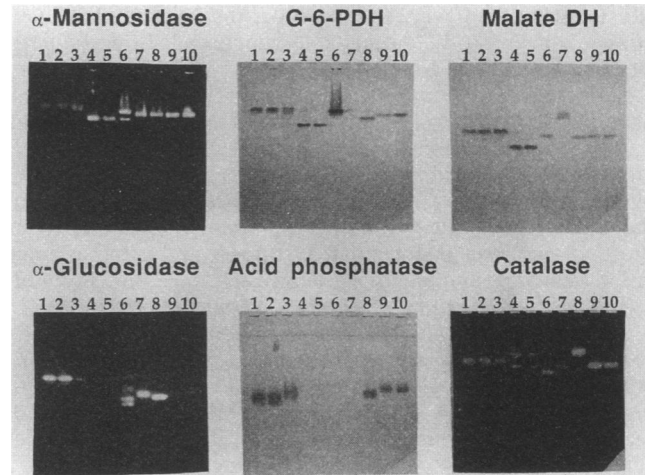 α-Mannosidase G-6-PDH Malate DH
1 2 3 4 5 6 7 8 9 10 1 2 3 4 5 6 7 8 9 10 1 2 3 4 5 6 7 8 9 10
α-Glucosidase Acid phosphatase Catalase
1 2 3 4 5 6 7 8 9 10 1 2 3 4 5 6 7 8 9 10 1 2 3 4 5 6 7 8 9 10